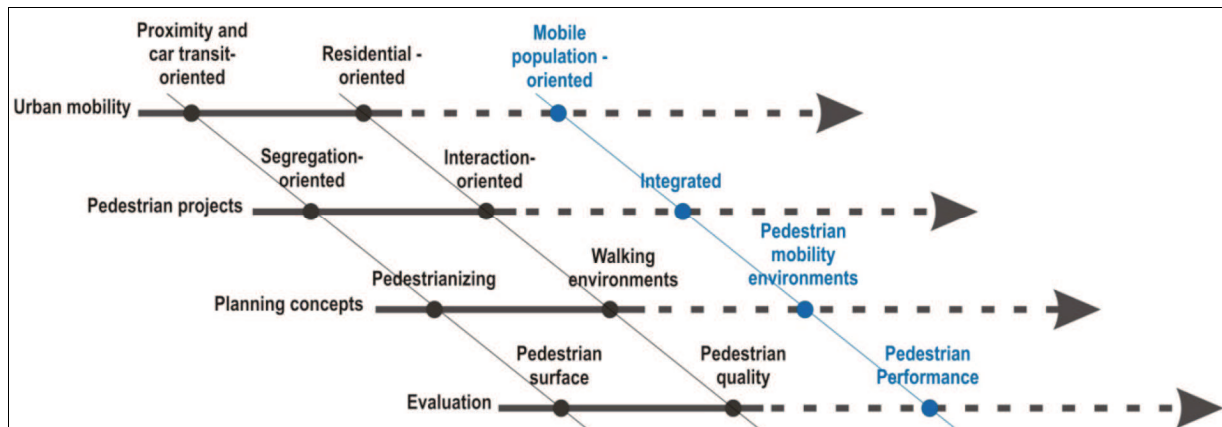 Proximity and
car transit-
oriented
Residential -
oriented
Mobile
population -
oriented
Urban mobility
Segregation-
oriented
Interaction-
oriented
Integrated
Pedestrian projects
Pedestrianizing
Walking
environments
Pedestrian
mobility
environments
Planning concepts
Pedestrian
surface
Pedestrian
quality
Pedestrian
Performance
Evaluation